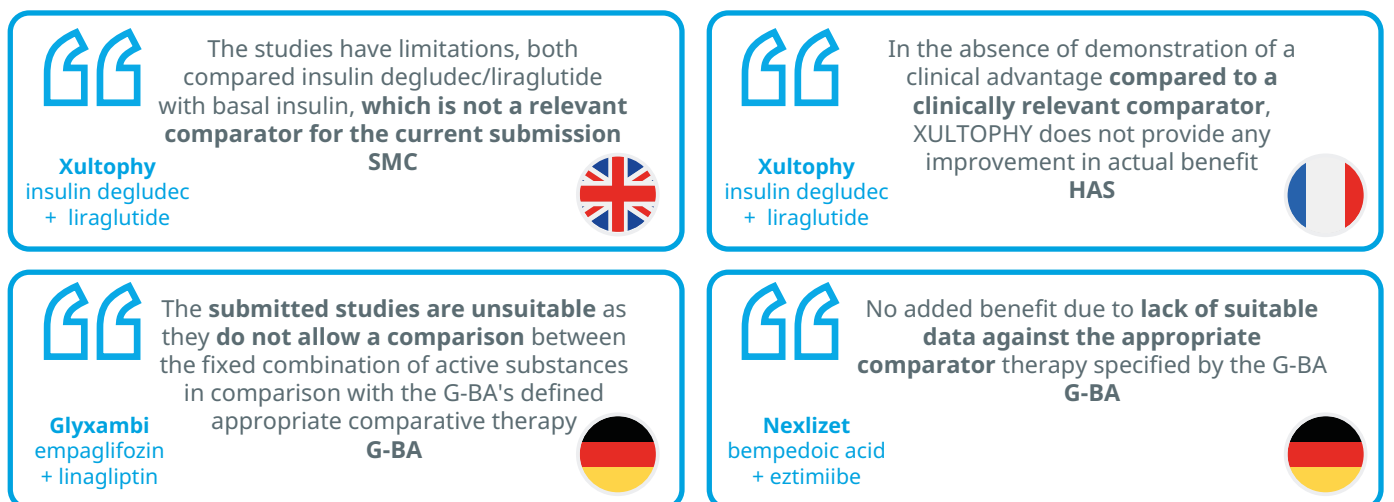 The studies have limitations, both
compared insulin degludec/liraglutide
with basal insulin, which is not a relevant
comparator for the current submission
SMC
Xultophy
insulin degludec
+ liraglutide
In the absence of demonstration of a
clinical advantage compared to a
clinically relevant comparator,
XULTOPHY does not provide any
improvement in actual benefit
HAS
Xultophy
insulin degludec
+ liraglutide
The submitted studies are unsuitable as
they do not allow a comparison between
the fixed combination of active substances
in comparison with the G-BA's defined
appropriate comparative therapy
G-BA
Glyxambi
empaglifozin
+ linagliptin
No added benefit due to lack of suitable
data against the appropriate
comparator therapy specified by the G-BA
G-BA
Nexlizet
bempedoic acid
+ eztimiibe